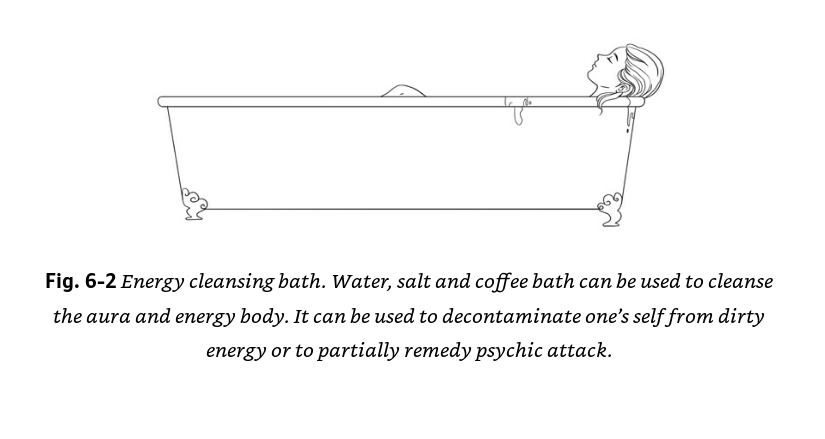 Fig. 6-2 Energy cleansing bath. Water, salt and coffee bath can be used to cleanse
the aura and energy body. It can be used to decontaminate one’s self from dirty
energy or to partially remedy psychic attack.